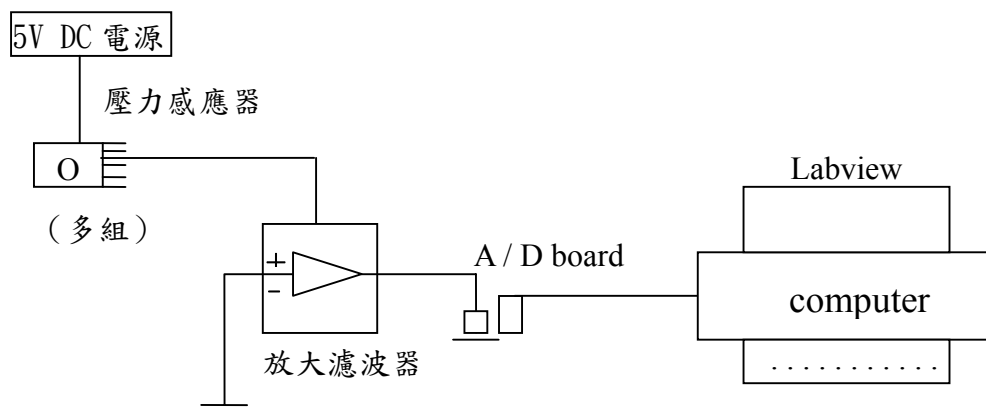 5V DC 電源
壓力感應器
O
(多組)
Labview
A / D board
+
-
computer
放大濾波器
. . . . . . . . . . .